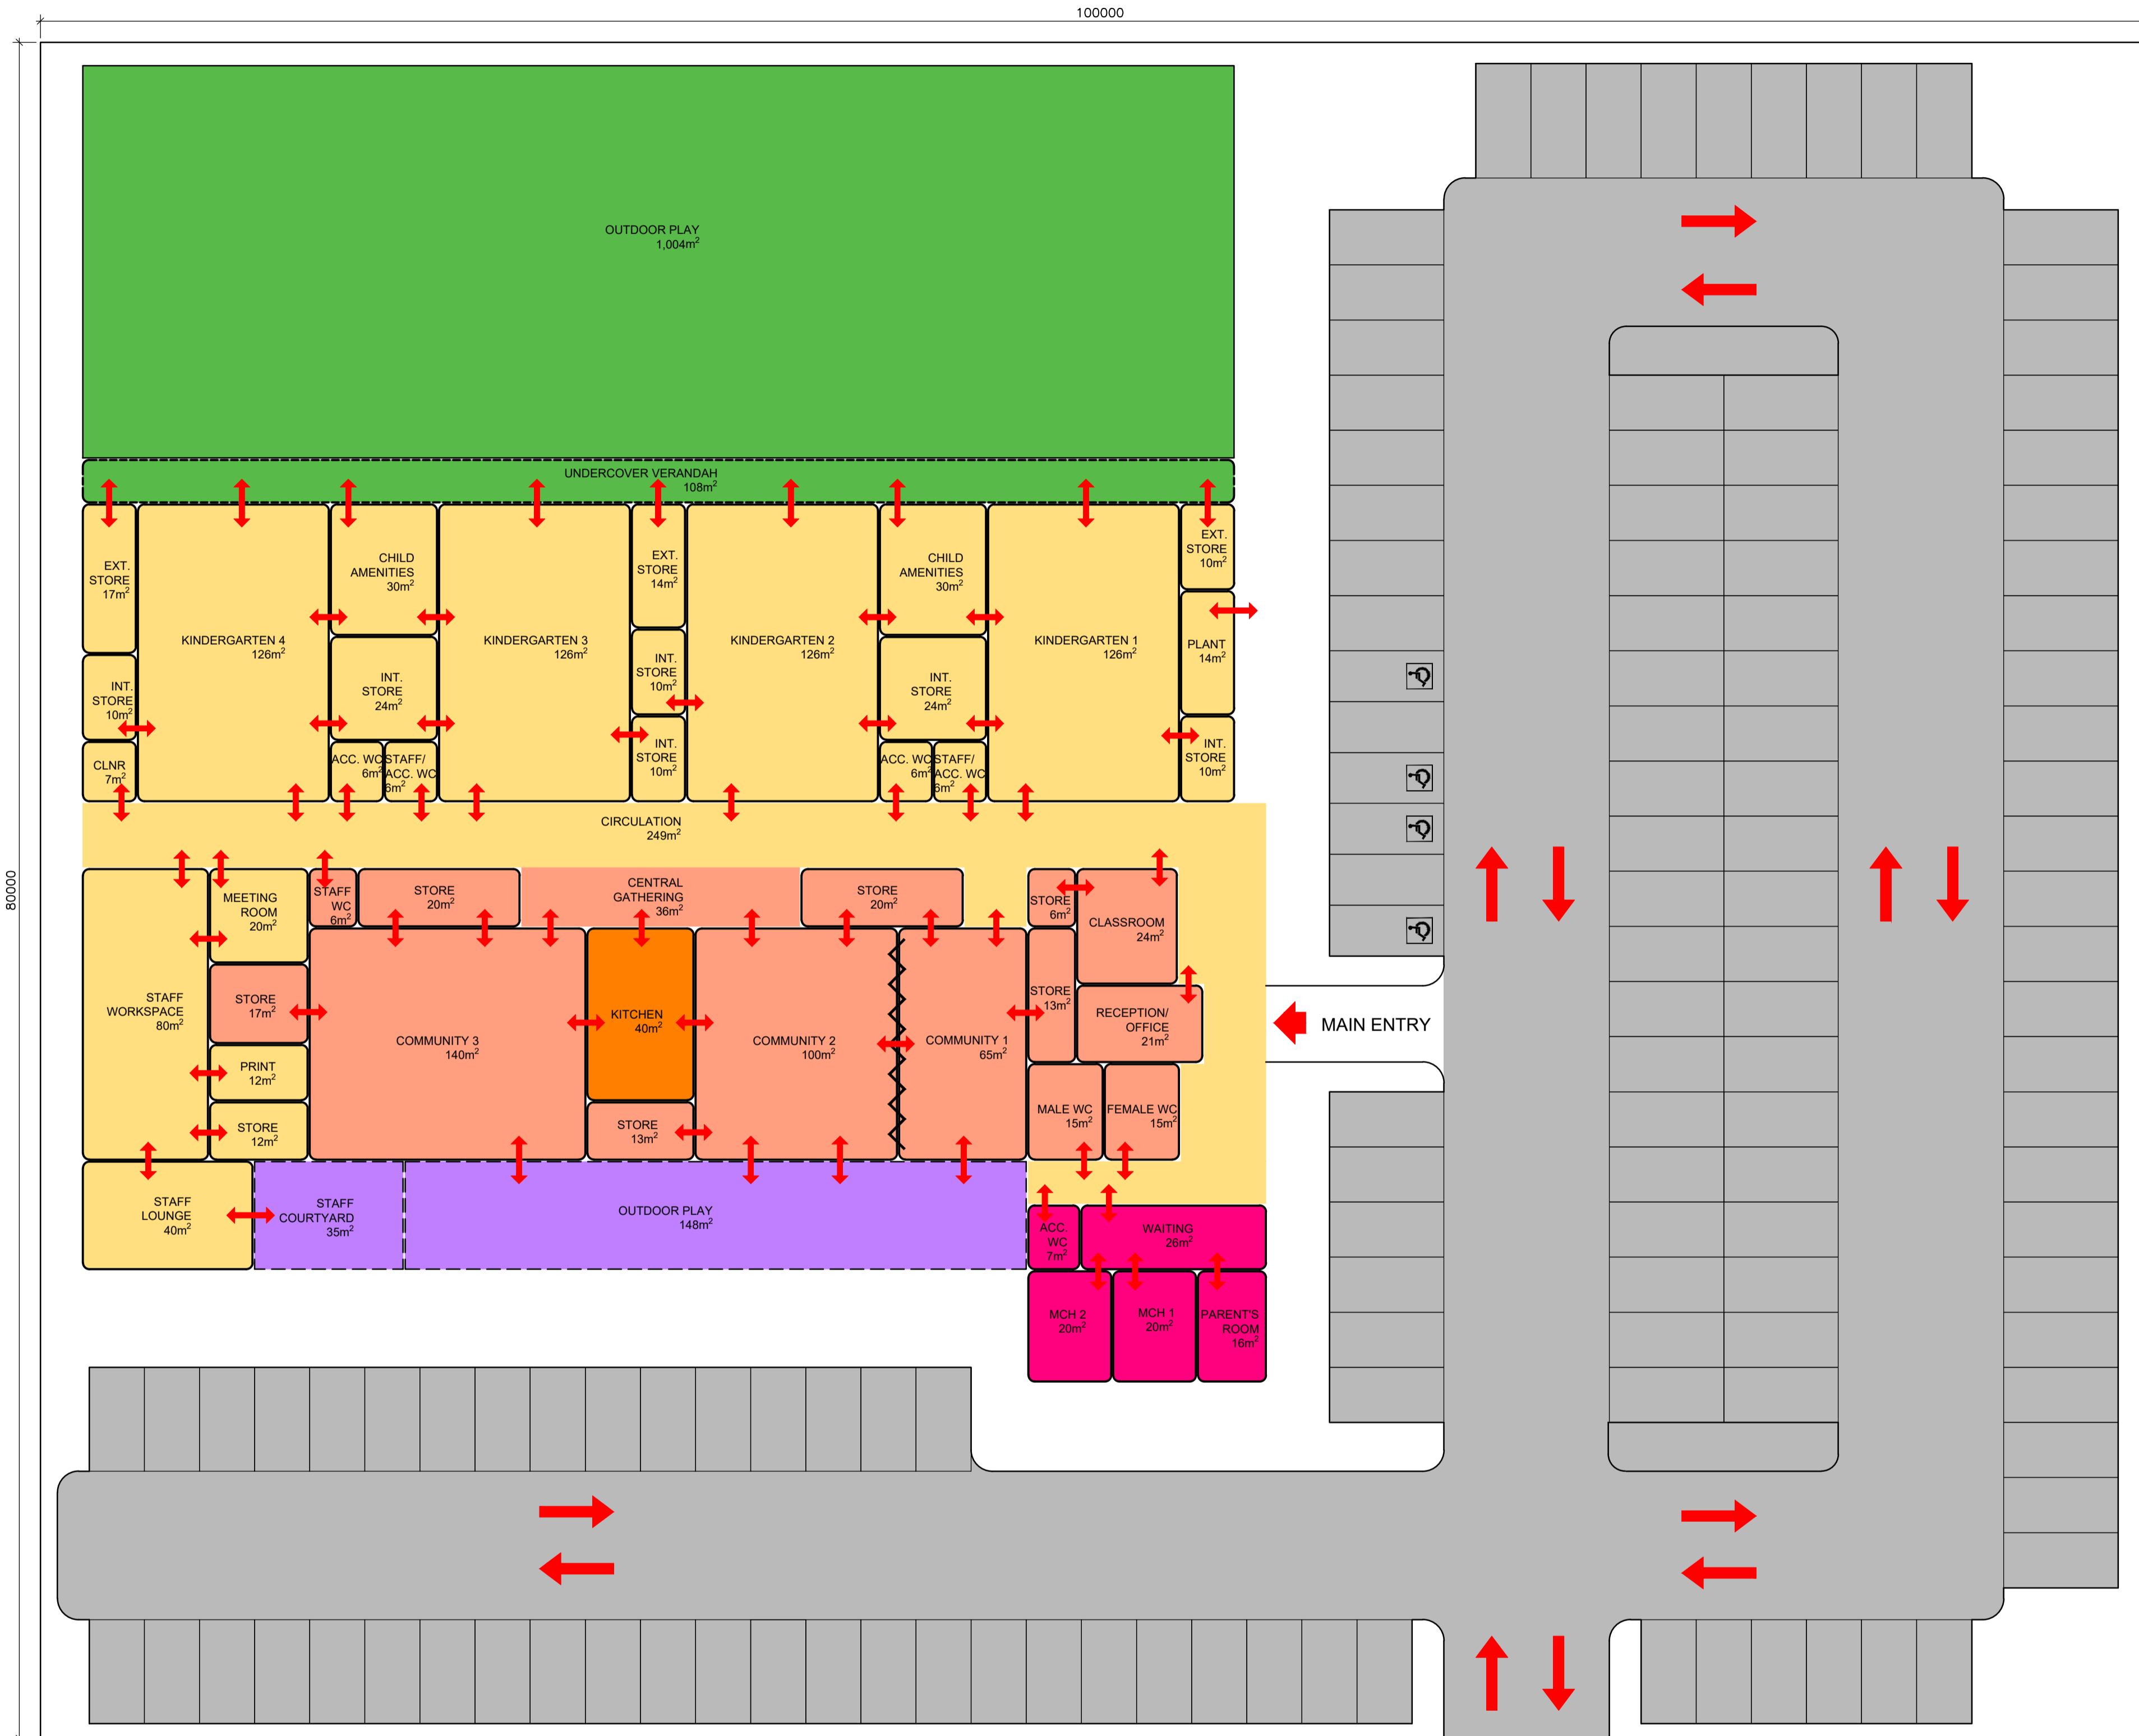 100000
80000
OUTDOOR PLAY
1,004m²
UNDERCOVER VERANDAH
108m²
EXT.
STORE
17m²
KINDERGARTEN 4
126m²
CHILD
AMENITIES
30m²
KINDERGARTEN 3
126m²
EXT.
STORE
14m²
KINDERGARTEN 2
126m²
CHILD
AMENITIES
30m²
KINDERGARTEN 1
126m²
EXT.
STORE
10m²
PLANT
14m²
INT.
STORE
10m²
INT.
STORE
24m²
INT.
STORE
10m²
INT.
STORE
24m²
INT.
STORE
10m²
INT.
STORE
10m²
CLNR
7m²
ACC. WC
6m²
STAFF/
ACC. WC
6m²
ACC. WC
6m²
STAFF/
ACC. WC
6m²
CIRCULATION
249m²
STAFF
WORKSPACE
80m²
MEETING
ROOM
20m²
STAFF
WC
6m²
STORE
20m²
CENTRAL
GATHERING
36m²
STORE
20m²
STORE
6m²
CLASSROOM
24m²
STORE
17m²
COMMUNITY 3
140m²
KITCHEN
40m²
COMMUNITY 2
100m²
COMMUNITY 1
65m²
STORE
13m²
RECEPTION/
OFFICE
21m²
MAIN ENTRY
PRINT
12m²
STORE
12m²
STORE
13m²
MALE WC
15m²
FEMALE WC
15m²
STAFF
LOUNGE
40m²
STAFF
COURTYARD
35m²
OUTDOOR PLAY
148m²
ACC.
WC
7m²
WAITING
26m²
MCH 2
20m²
MCH 1
20m²
PARENT'S
ROOM
16m²